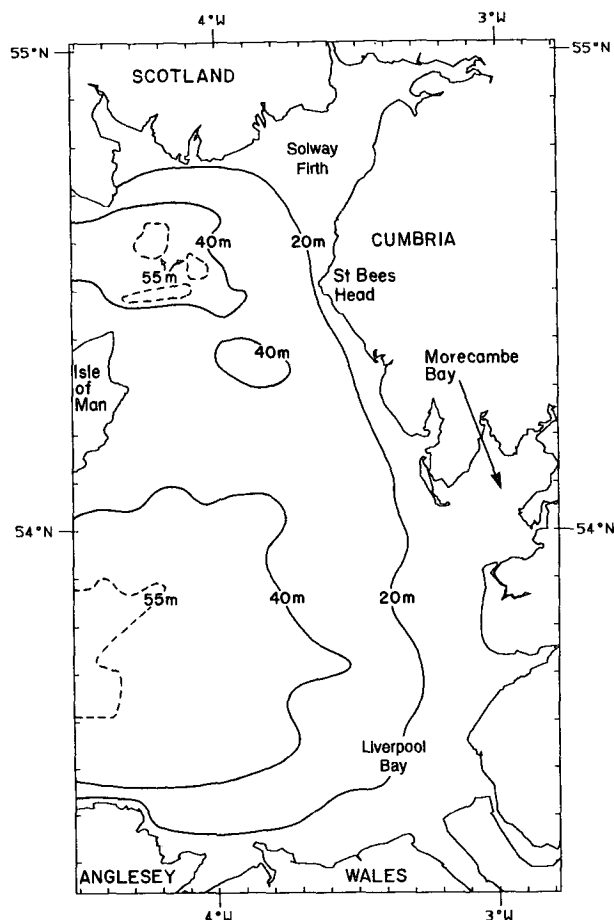 4°W 3°W
55°N 55°N
SCOTLAND
Solway
Firth
40m 20m CUMBRIA
55m St Bees
Head
40m Morecambe
Bay
Isle
of
Man
54°N 54°N
55m 40m 20m
Liverpool
Bay
ANGLESEY WALES
4°W 3°W